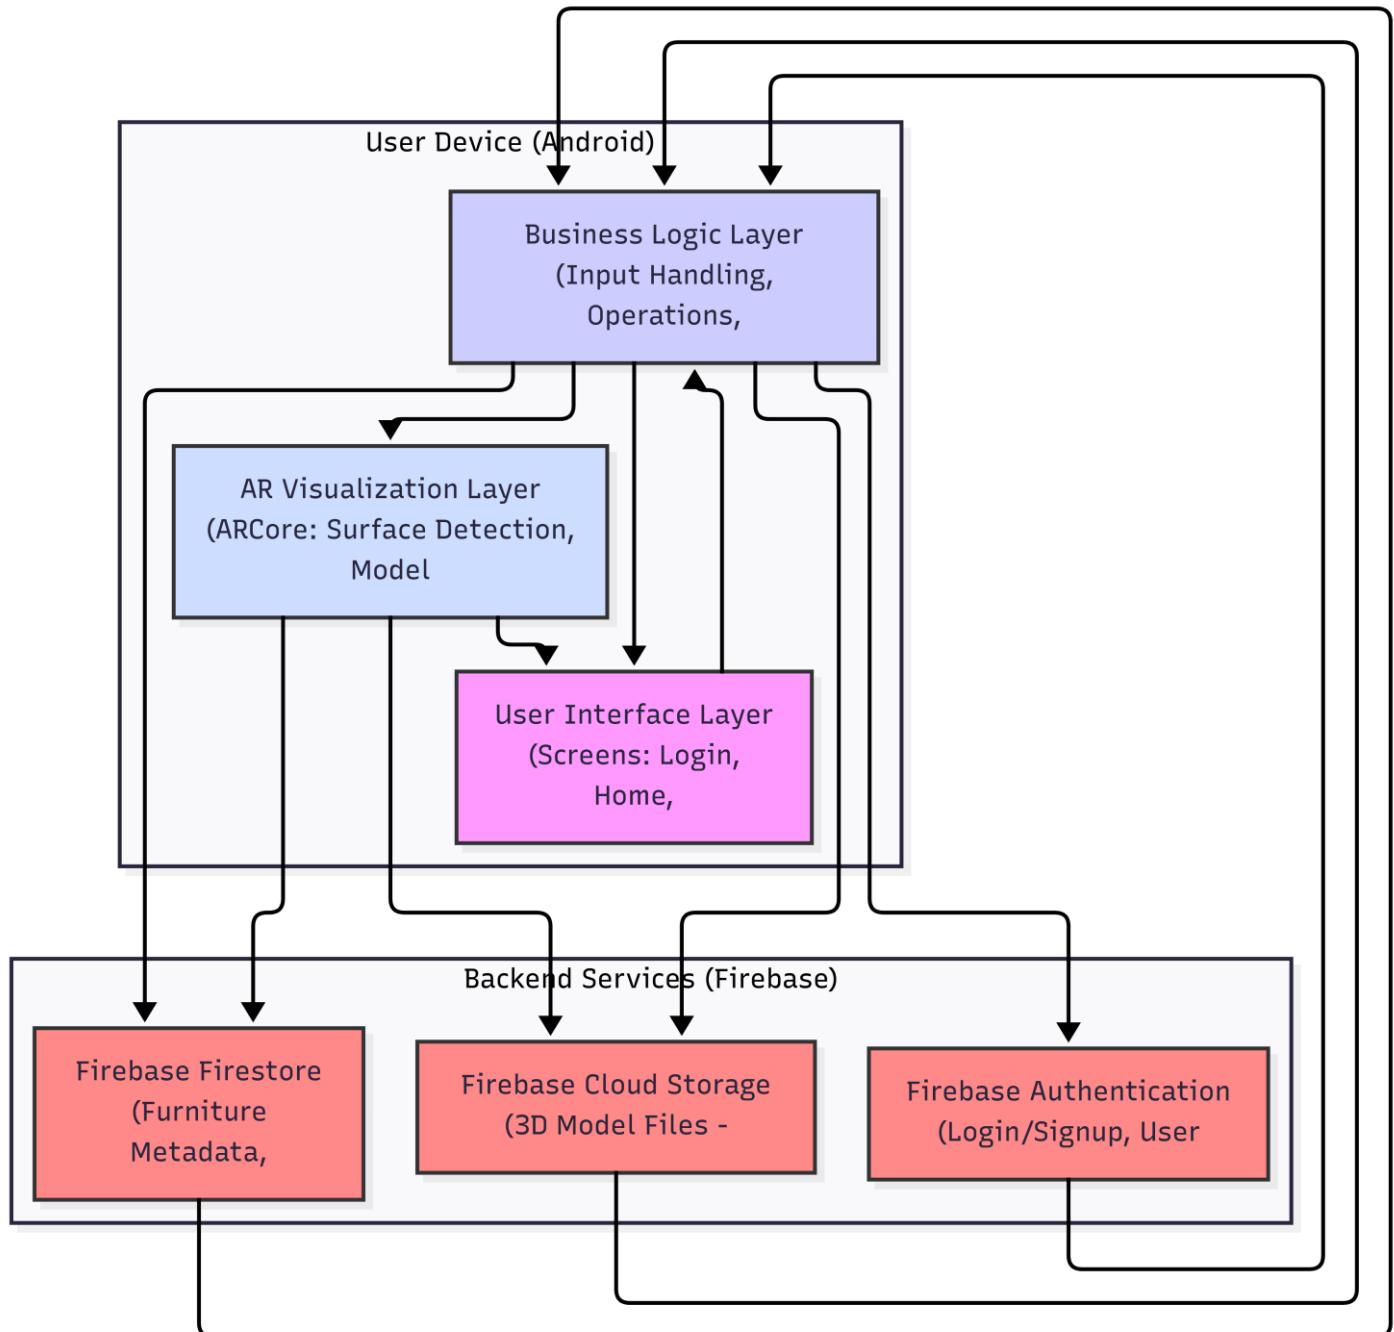 User Device (Android)
Business Logic Layer
(Input Handling,
Operations,
AR Visualization Layer
(ARCore: Surface Detection,
Model
User Interface Layer
(Screens: Login,
Home,
Backend Services (Firebase)
Firebase Firestore
(Furniture
Metadata,
Firebase Cloud Storage
(3D Model Files -
Firebase Authentication
(Login/Signup, User